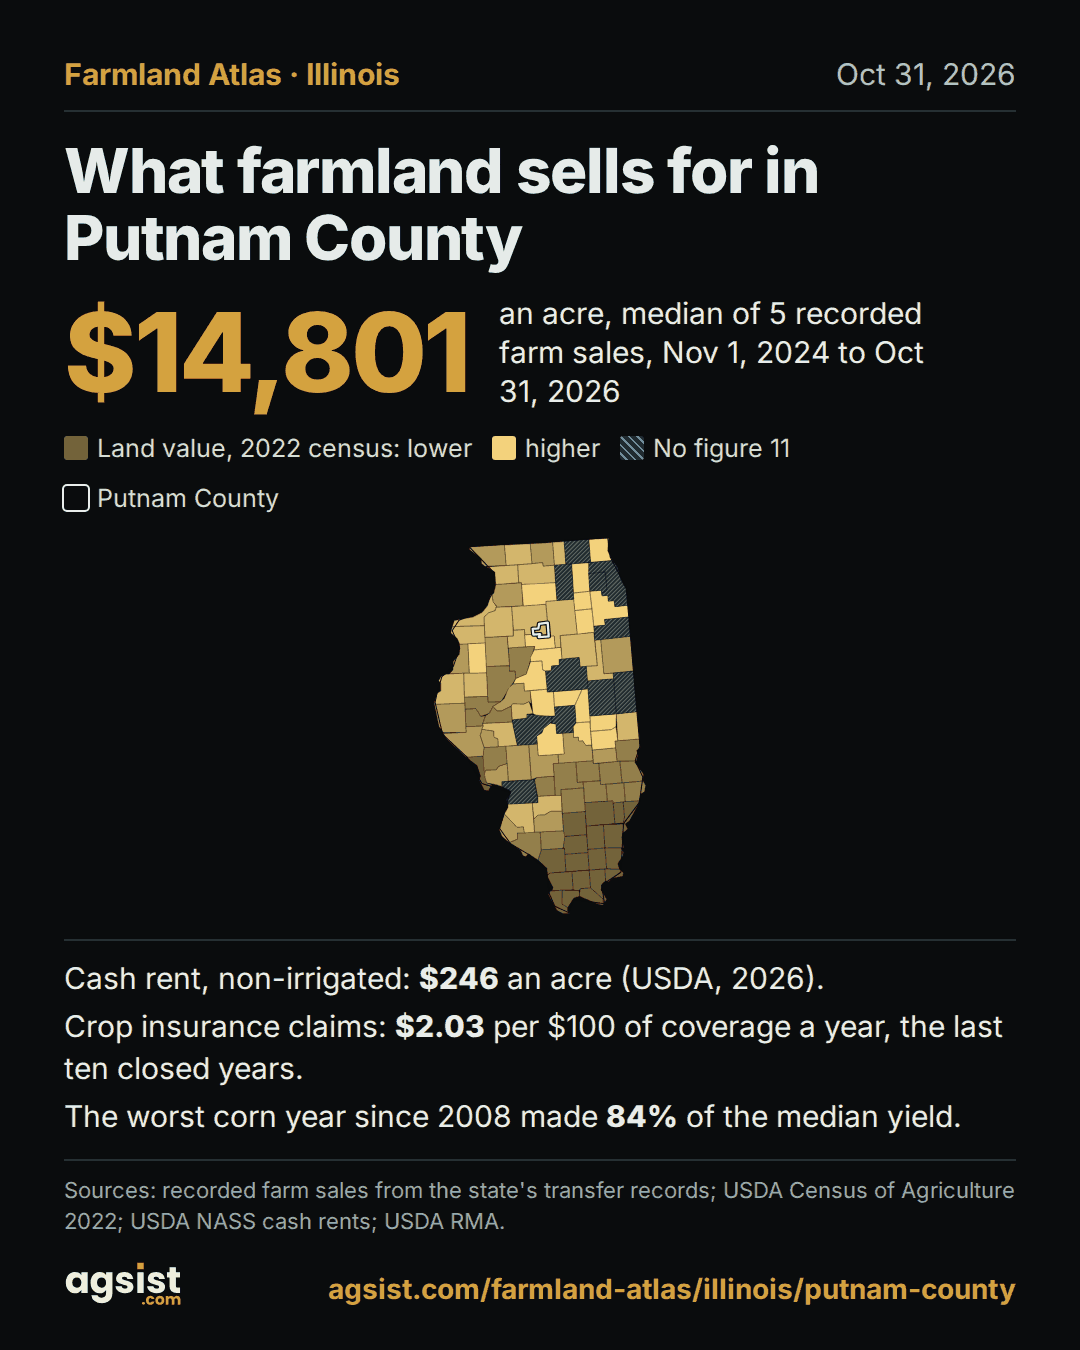 Farmland Atlas · Illinois
Oct 31, 2026
What farmland sells for in
Putnam County
$14,801
an acre, median of 5 recorded
farm sales, Nov 1, 2024 to Oct
31, 2026
Land value, 2022 census: lower
higher
No figure 11
Putnam County
Cash rent, non-irrigated: $246 an acre (USDA, 2026).
Crop insurance claims: $2.03 per $100 of coverage a year, the last
ten closed years.
The worst corn year since 2008 made 84% of the median yield.
Sources: recorded farm sales from the state's transfer records; USDA Census of Agriculture
2022; USDA NASS cash rents; USDA RMA.
agsist
.com
agsist.com/farmland-atlas/illinois/putnam-county